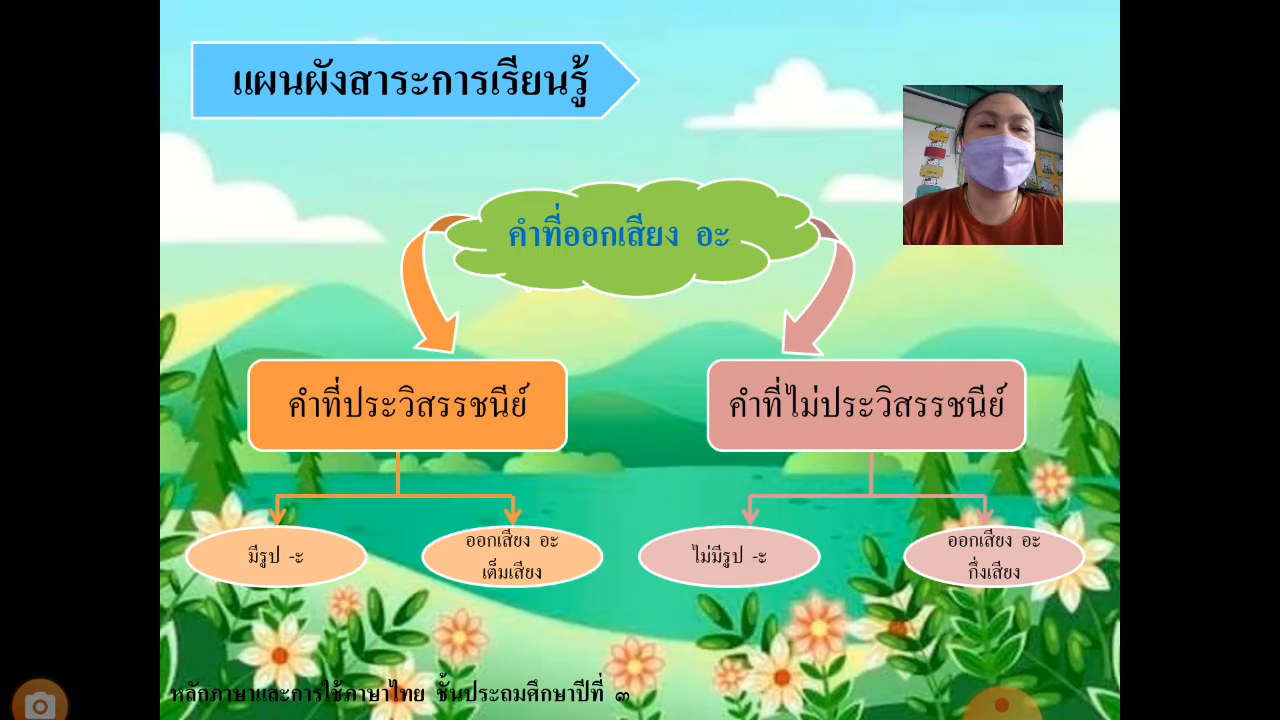 แผนผังสาระการเรียนรู้
คำที่ออกเสียง อะ
คำที่ประวิสรรชนีย์
คำที่ไม่ประวิสรรชนีย์
มีรูป -ะ
ออกเสียง อะ
เต็มเสียง
ไม่มีรูป -ะ
ออกเสียง อะ
กึ่งเสียง
หลักภาษาและการใช้ภาษาไทย ชั้นประถมศึกษาปีที่ ๓